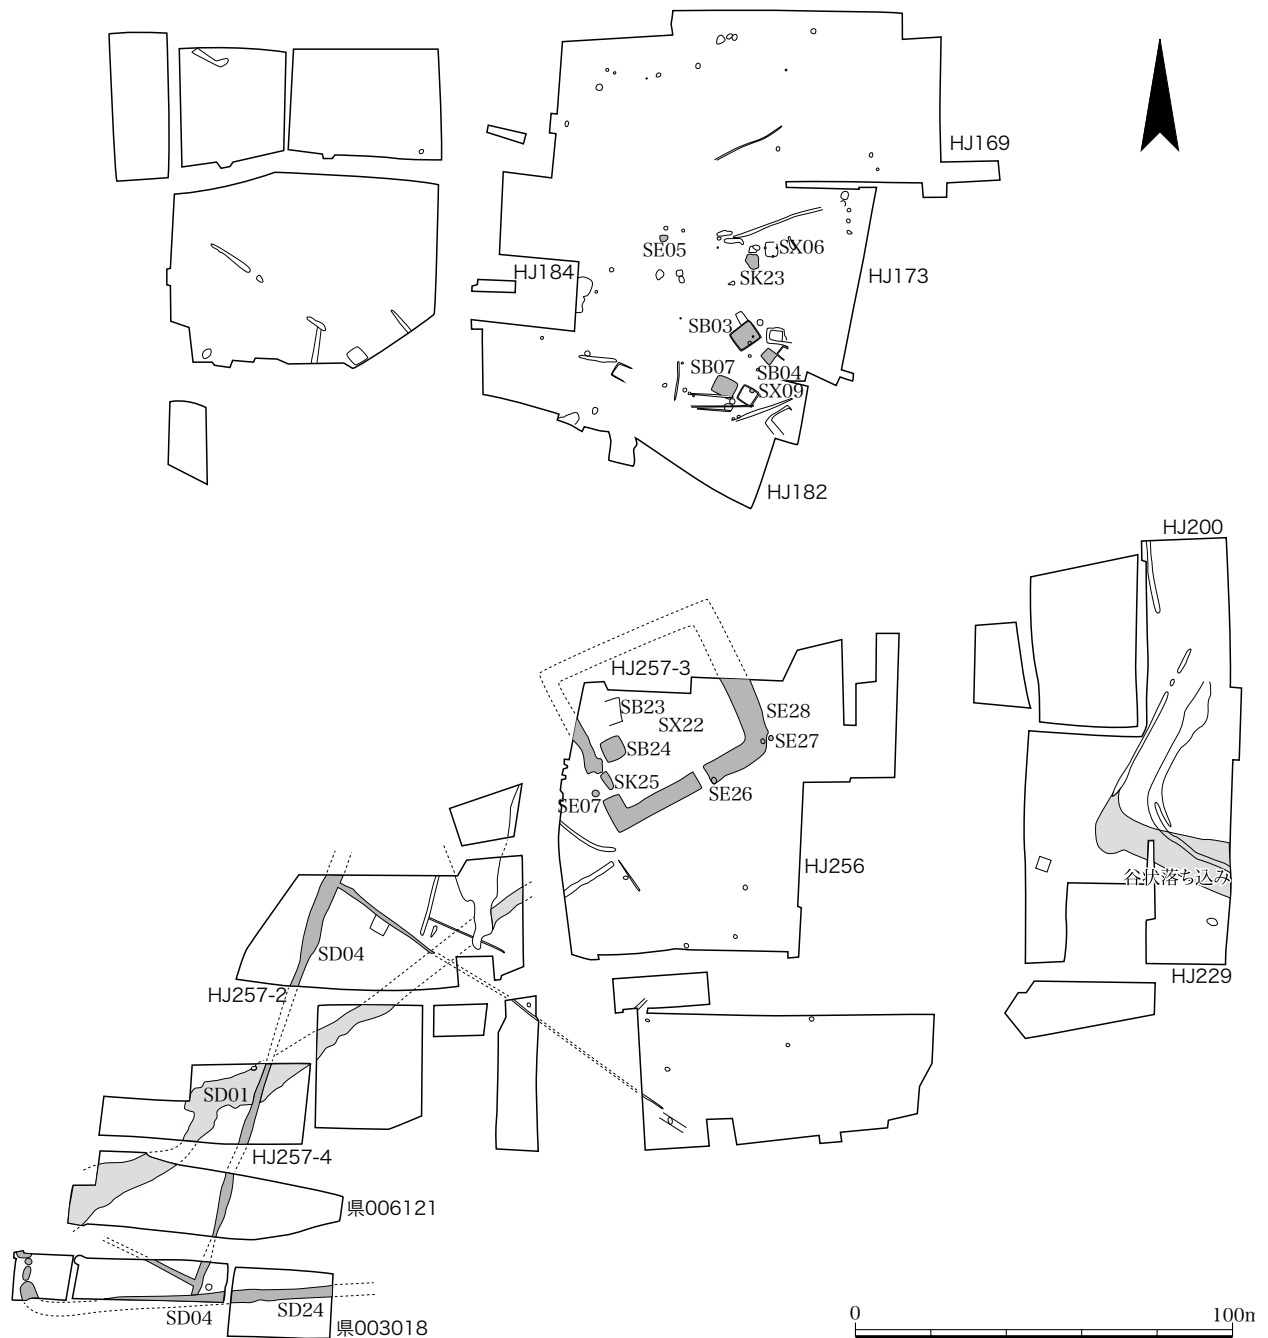 HJ169
SE05
SX06
HJ184
SK23
HJ173
SB03
SB07
SB04
SX09
HJ182
HJ200
HJ257-3
SB23
SX22
SE28
SB24
SE27
SK25
SE26
SE07
HJ256
谷状落ち込み
SD04
HJ257-2
HJ229
SD01
HJ257-4
県006121
SD04
SD24
県003018
0
100m